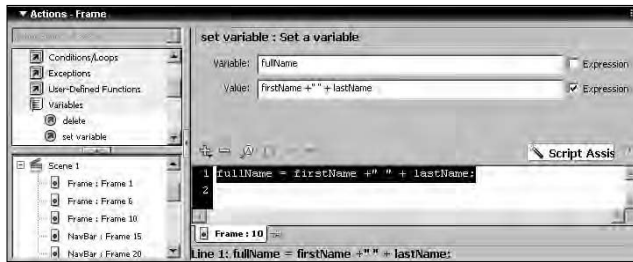 Actions - Frame
set variable : Set a variable
Conditions/Loops
Exceptions
User-Defined Functions
Variables
delete
set variable
Variable: fullName Expression
Value: firstName +" " + lastName Expression
Script Assis
Scene 1
Frame : Frame 1
Frame : Frame 6
Frame : Frame 10
NavBar : Frame 15
NavBar : Frame 20
1 fullName = firstName +" " + lastName;
2
Frame : 10
Line 1: fullName = firstName +" " + lastName;